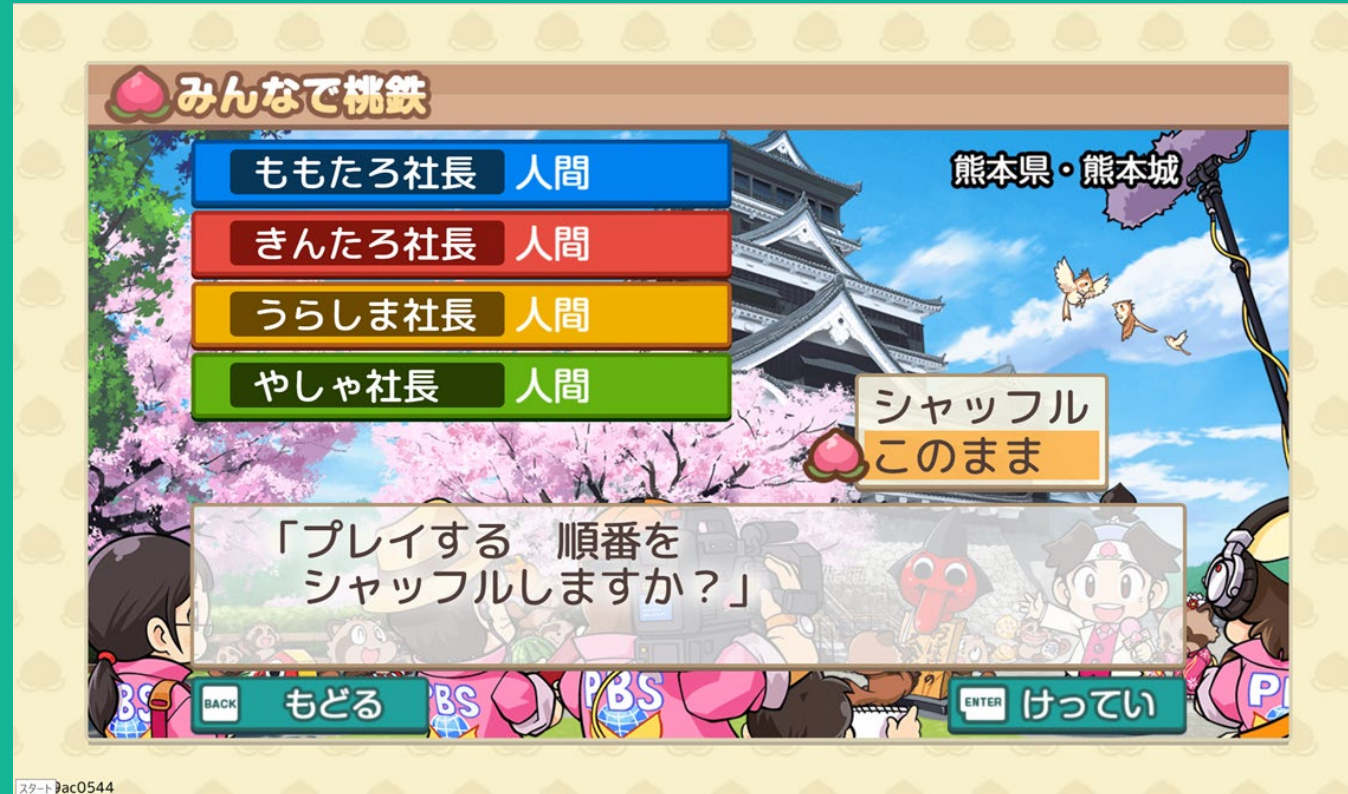 みんなで桃鉄
ももたろ社長 人間
きんたろ社長 人間
うらしま社長 人間
やしゃ社長 人間
熊本県・熊本城
シャッフル
このまま
「プレイする 順番を
シャッフルしますか？」
BACK もどる
ENTER けってい
PBS
PBS
PBS
スタート
9ac0544